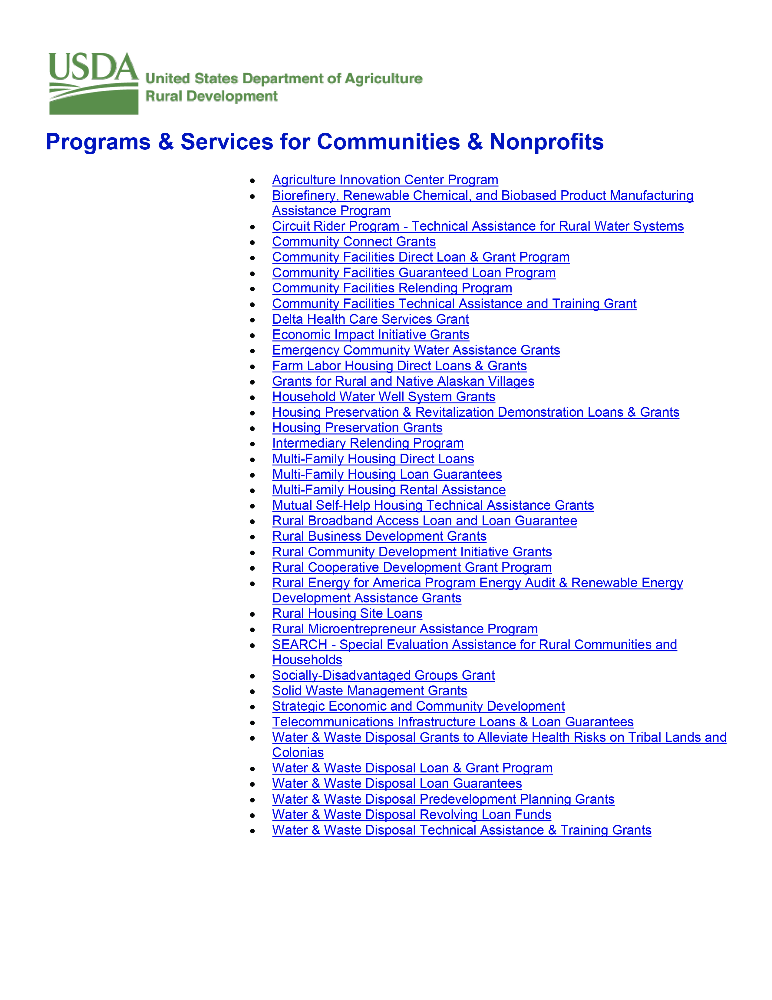 USDA
United States Department of Agriculture
Rural Development
Programs & Services for Communities & Nonprofits
• Agriculture Innovation Center Program
• Biorefinery, Renewable Chemical, and Biobased Product Manufacturing
Assistance Program
• Circuit Rider Program - Technical Assistance for Rural Water Systems
• Community Connect Grants
• Community Facilities Direct Loan & Grant Program
• Community Facilities Guaranteed Loan Program
• Community Facilities Relending Program
• Community Facilities Technical Assistance and Training Grant
• Delta Health Care Services Grant
• Economic Impact Initiative Grants
• Emergency Community Water Assistance Grants
• Farm Labor Housing Direct Loans & Grants
• Grants for Rural and Native Alaskan Villages
• Household Water Well System Grants
• Housing Preservation & Revitalization Demonstration Loans & Grants
• Housing Preservation Grants
• Intermediary Relending Program
• Multi-Family Housing Direct Loans
• Multi-Family Housing Loan Guarantees
• Multi-Family Housing Rental Assistance
• Mutual Self-Help Housing Technical Assistance Grants
• Rural Broadband Access Loan and Loan Guarantee
• Rural Business Development Grants
• Rural Community Development Initiative Grants
• Rural Cooperative Development Grant Program
• Rural Energy for America Program Energy Audit & Renewable Energy
Development Assistance Grants
• Rural Housing Site Loans
• Rural Microentrepreneur Assistance Program
• SEARCH - Special Evaluation Assistance for Rural Communities and
Households
• Socially-Disadvantaged Groups Grant
• Solid Waste Management Grants
• Strategic Economic and Community Development
• Telecommunications Infrastructure Loans & Loan Guarantees
• Water & Waste Disposal Grants to Alleviate Health Risks on Tribal Lands and
Colonias
• Water & Waste Disposal Loan & Grant Program
• Water & Waste Disposal Loan Guarantees
• Water & Waste Disposal Predevelopment Planning Grants
• Water & Waste Disposal Revolving Loan Funds
• Water & Waste Disposal Technical Assistance & Training Grants